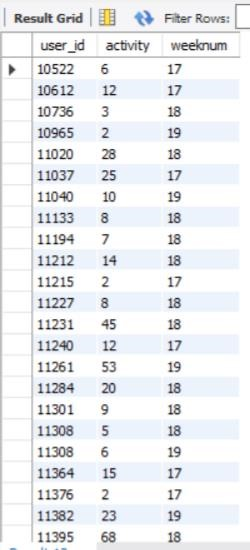 Result Grid Filter Rows:
user_id activity weeknum
10522 6 17
10612 12 17
10736 3 18
10965 2 19
11020 28 18
11037 25 17
11040 10 19
11133 8 18
11194 7 18
11212 14 18
11215 2 17
11227 8 18
11231 45 18
11240 12 17
11261 53 19
11284 20 18
11301 9 18
11308 5 18
11308 6 19
11364 15 17
11376 2 17
11382 23 19
11395 68 18